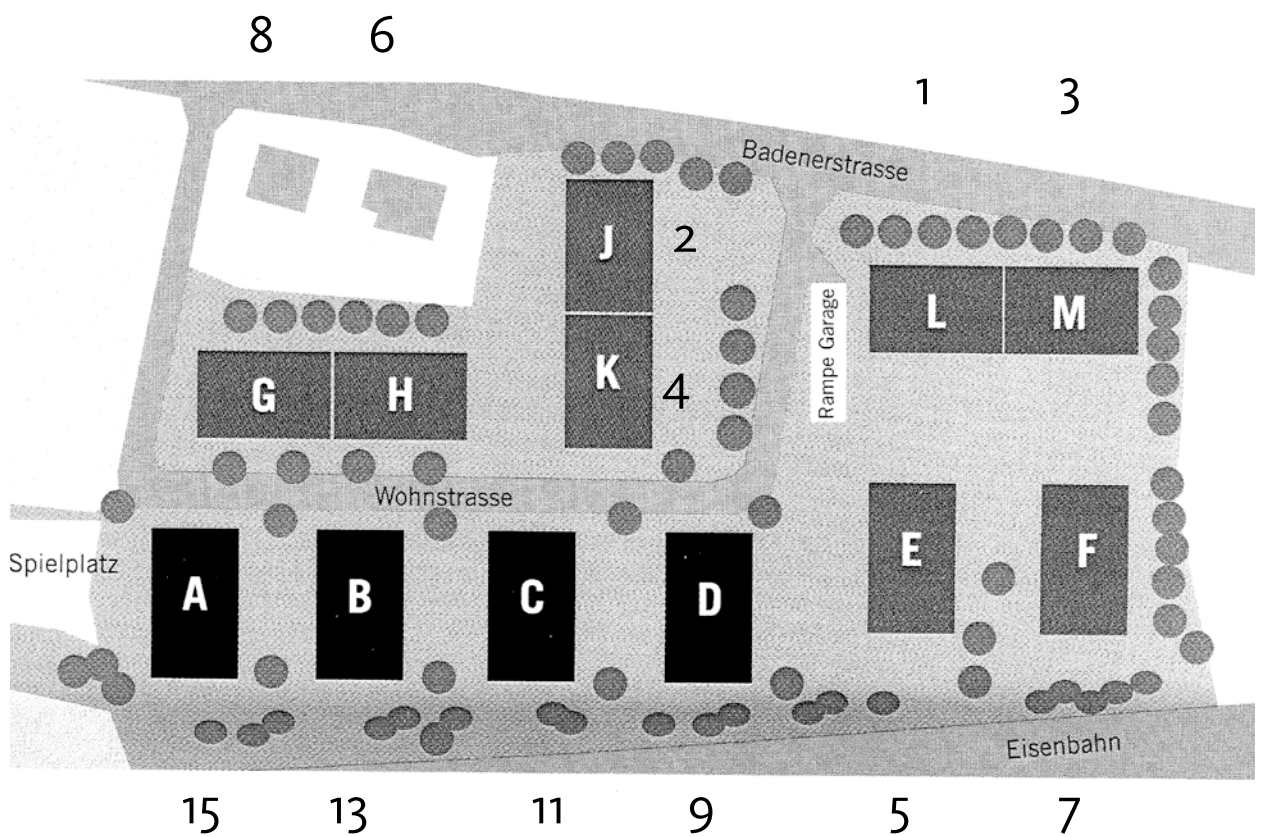 8
6
1
3
Badenerstrasse
J
2
Rampe Garage
L
M
G
H
K
4
Wohnstrasse
Spielplatz
A
B
C
D
E
F
Eisenbahn
15
13
11
9
5
7